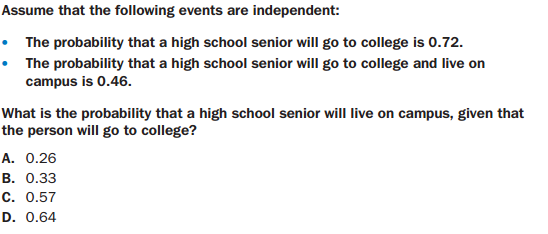 Assume that the following events are independent:
• The probability that a high school senior will go to college is 0.72.
• The probability that a high school senior will go to college and live on
campus is 0.46.
What is the probability that a high school senior will live on campus, given that
the person will go to college?
A. 0.26
B. 0.33
C. 0.57
D. 0.64